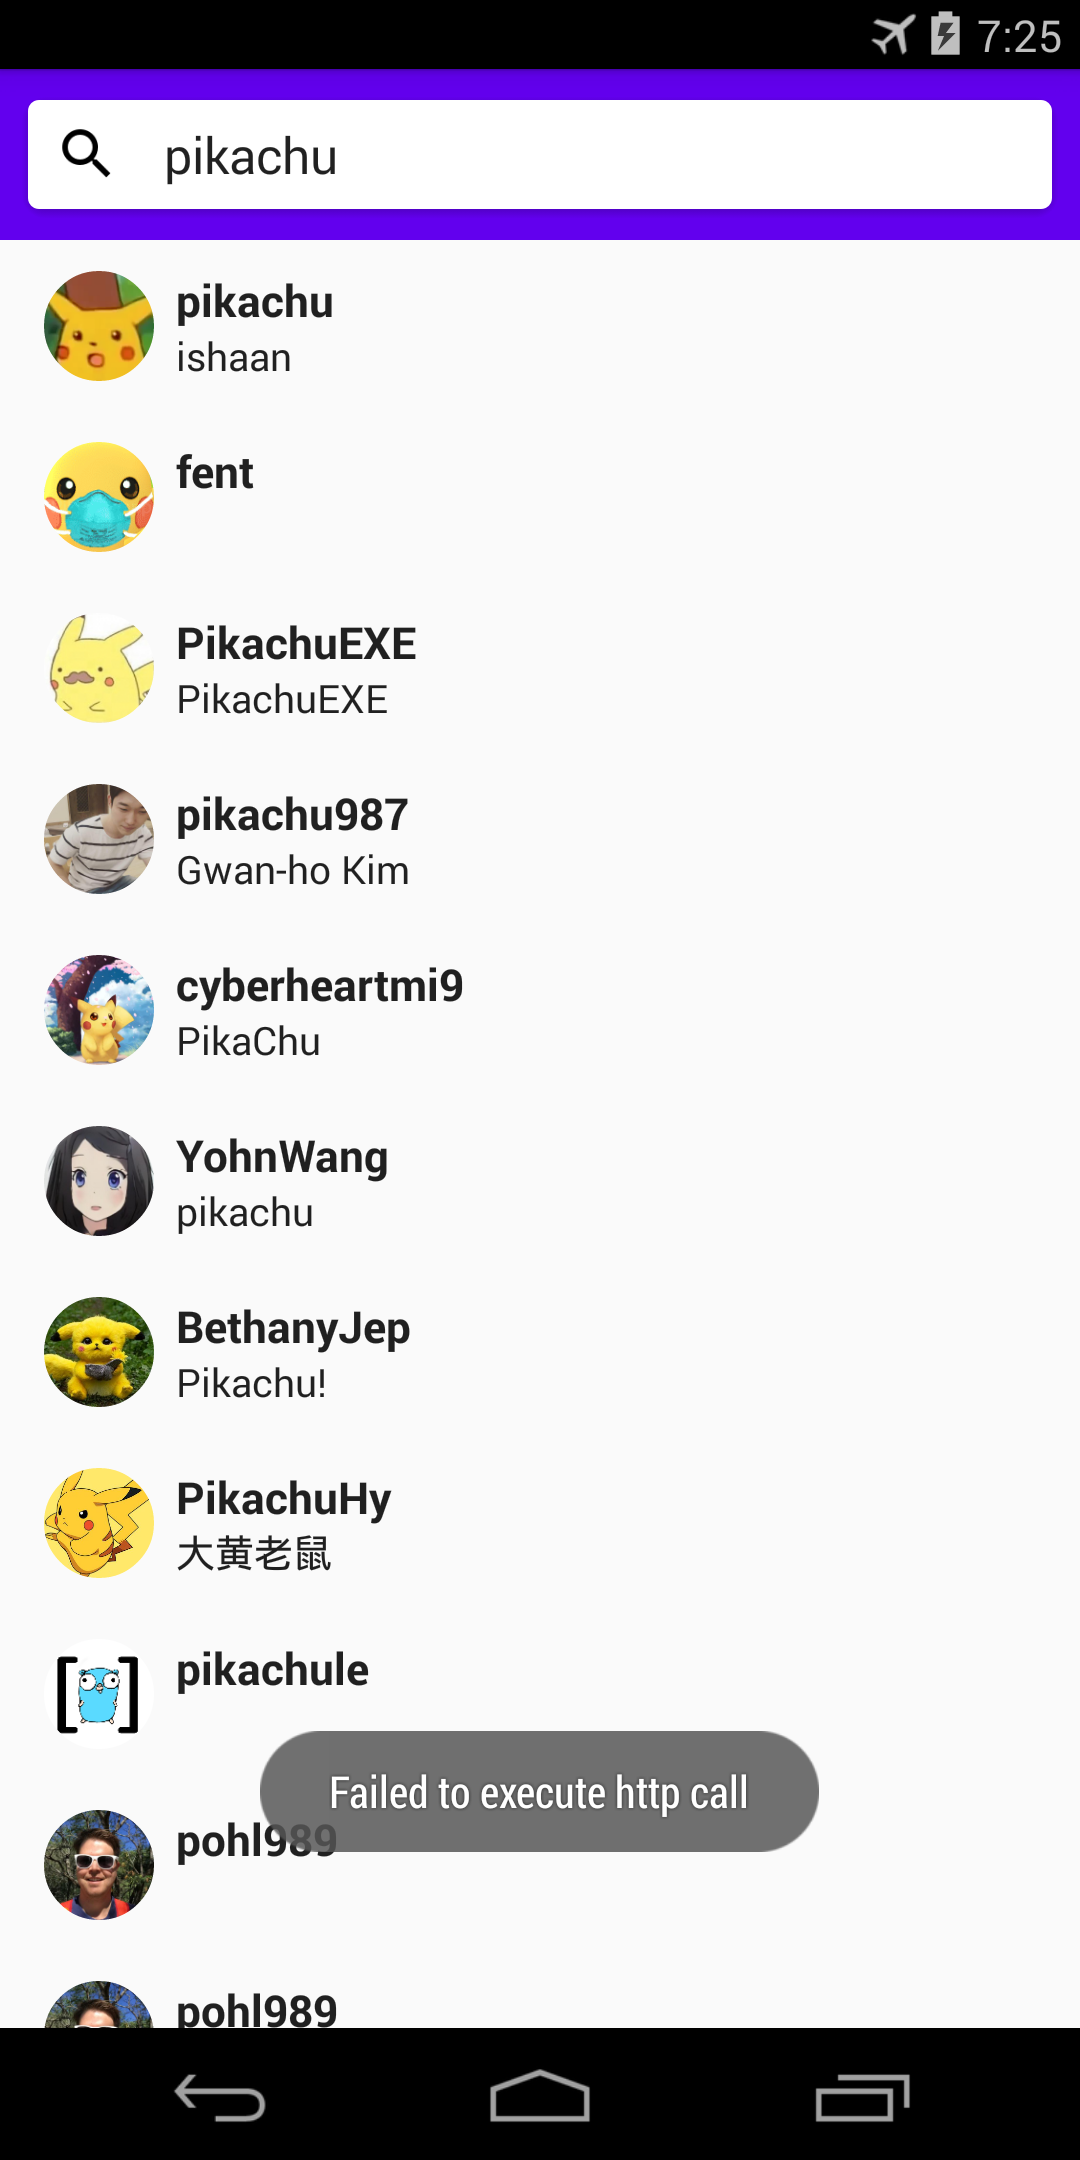 7:25
pikachu
pikachu
ishaan
fent
PikachuEXE
PikachuEXE
pikachu987
Gwan-ho Kim
cyberheartmi9
PikaChu
YohnWang
pikachu
BethanyJep
Pikachu!
PikachuHy
大黄老鼠
pikachule
Failed to execute http call
pohl989
pohl989